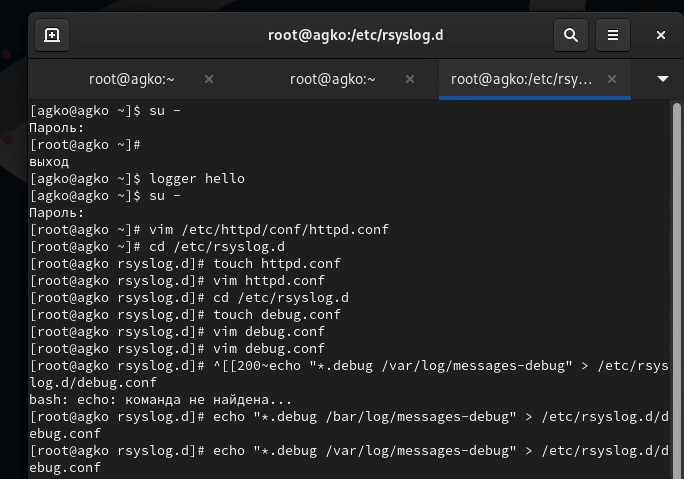 root@agko:/etc/rsyslog.d
root@agko:~
root@agko:~
root@agko:/etc/rsy...
[agko@agko ~]$ su -
Пароль:
[root@agko ~]#
выход
[agko@agko ~]$ logger hello
[agko@agko ~]$ su -
Пароль:
[root@agko ~]# vim /etc/httpd/conf/httpd.conf
[root@agko ~]# cd /etc/rsyslog.d
[root@agko rsyslog.d]# touch httpd.conf
[root@agko rsyslog.d]# vim httpd.conf
[root@agko rsyslog.d]# cd /etc/rsyslog.d
[root@agko rsyslog.d]# touch debug.conf
[root@agko rsyslog.d]# vim debug.conf
[root@agko rsyslog.d]# vim debug.conf
[root@agko rsyslog.d]# ^[[200~echo "*.debug /var/log/messages-debug" > /etc/rsys
log.d/debug.conf
bash: echo: команда не найдена...
[root@agko rsyslog.d]# echo "*.debug /bar/log/messages-debug" > /etc/rsyslog.d/d
ebug.conf
[root@agko rsyslog.d]# echo "*.debug /var/log/messages-debug" > /etc/rsyslog.d/d
ebug.conf